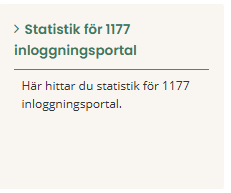 Statistik för 1177
inloggningsportal
Här hittar du statistik för 1177
inloggningsportal.